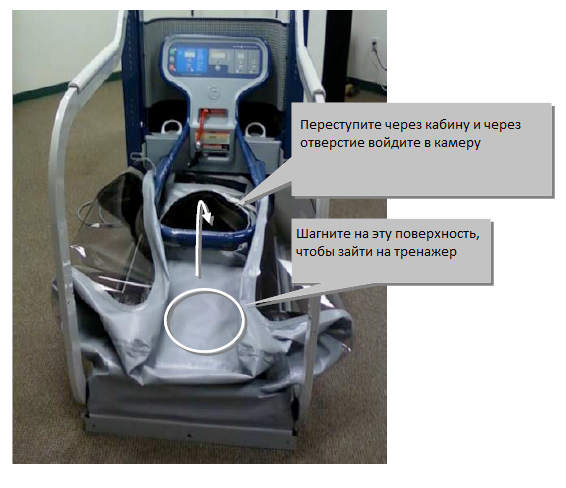 Переступите через кабину и через
отверстие войдите в камеру
Шагните на эту поверхность,
чтобы зайти на тренажер